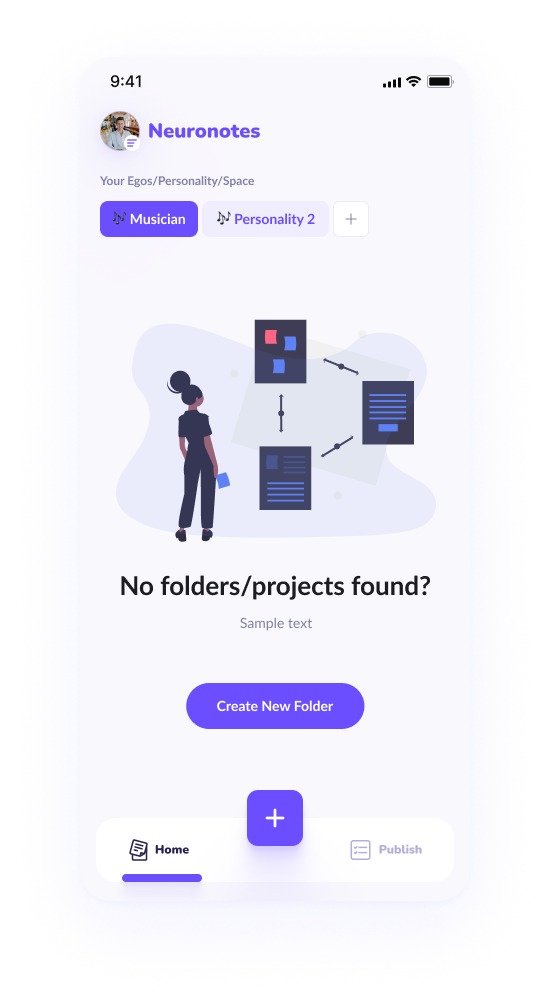 9:41
Neuronotes
Your Egos/Personality/Space
🎶 Musician
🎶 Personality 2
+
No folders/projects found?
Sample text
Create New Folder
+
Home
Publish